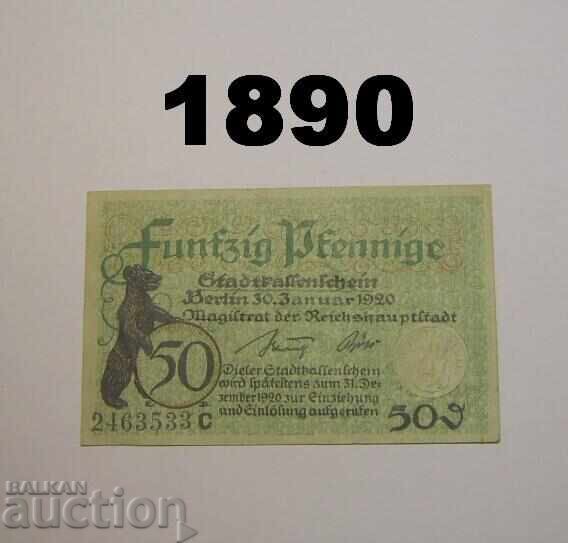 1890
Funfzig Pfennige
Stadtkassenschein
Berlin 30. Januar 1920
Magistrat der Reichshauptstadt
50
Dieser Stadtkassenschein
wird spätestens zum 31. De-
zember 1920 zur Einziehung
und Einlösung aufgerufen
2463533 C
50₰
BALKAN
auction